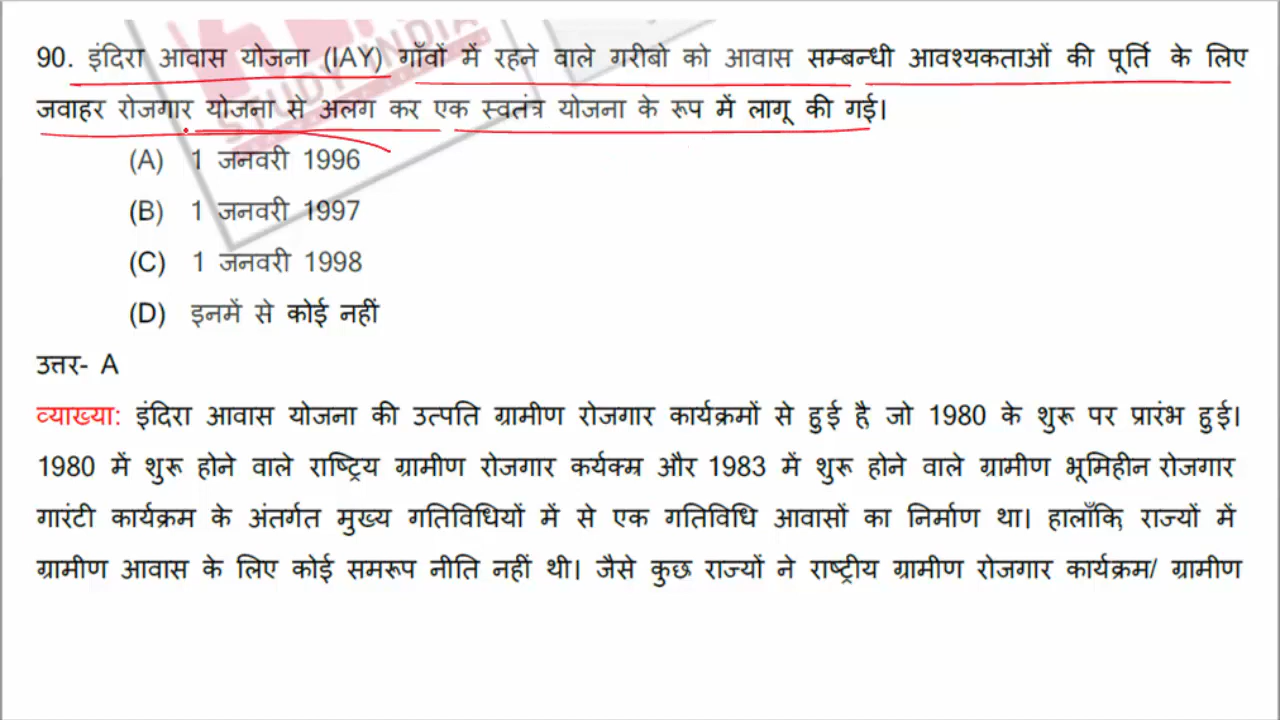 90. इंदिरा आवास योजना (IAY) गाँवों में रहने वाले गरीबो को आवास सम्बन्धी आवश्यकताओं की पूर्ति के लिए
जवाहर रोजगार योजना से अलग कर एक स्वतंत्र योजना के रूप में लागू की गई।
(A) 1 जनवरी 1996
(B) 1 जनवरी 1997
(C) 1 जनवरी 1998
(D) इनमें से कोई नहीं
उत्तर- A
व्याख्या: इंदिरा आवास योजना की उत्पति ग्रामीण रोजगार कार्यक्रमों से हुई है, जो 1980 के शुरू पर प्रारंभ हुई।
1980 में शुरू होने वाले राष्ट्रिय ग्रामीण रोजगार कर्यक्म्र और 1983 में शुरू होने वाले ग्रामीण भूमिहीन रोजगार
गारंटी कार्यक्रम के अंतर्गत मुख्य गतिविधियों में से एक गतिविधि आवासों का निर्माण था। हालाँकि, राज्यों में
ग्रामीण आवास के लिए कोई समरूप नीति नहीं थी। जैसे कुछ राज्यों ने राष्ट्रीय ग्रामीण रोजगार कार्यक्रम/ ग्रामीण
STUDY INDIA